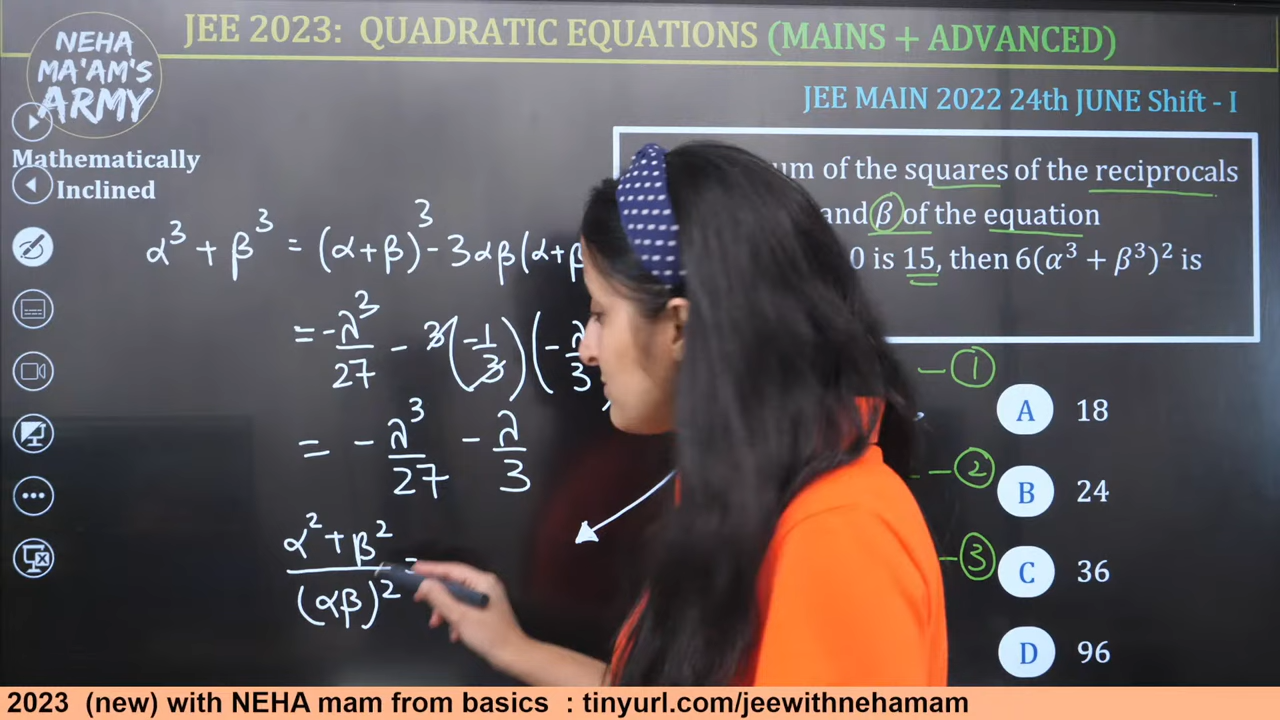 JEE 2023: QUADRATIC EQUATIONS (MAINS + ADVANCED)
NEHA
MA'AM'S
ARMY
JEE MAIN 2022 24th JUNE Shift - I
Mathematically
Inclined
of the squares of the reciprocals
and β of the equation
0 is 15, then 6(α³ + β³)² is
α³ + β³ = (α+β)³ - 3αβ(α+β
= -λ³/27 - 3(-1/3)(-λ/3
= -λ³/27 - λ/3
(α² + β²)/(αβ)² =
- ①
- ②
- ③
A 18
B 24
C 36
D 96
2023 (new) with NEHA mam from basics : tinyurl.com/jeewithnehamam